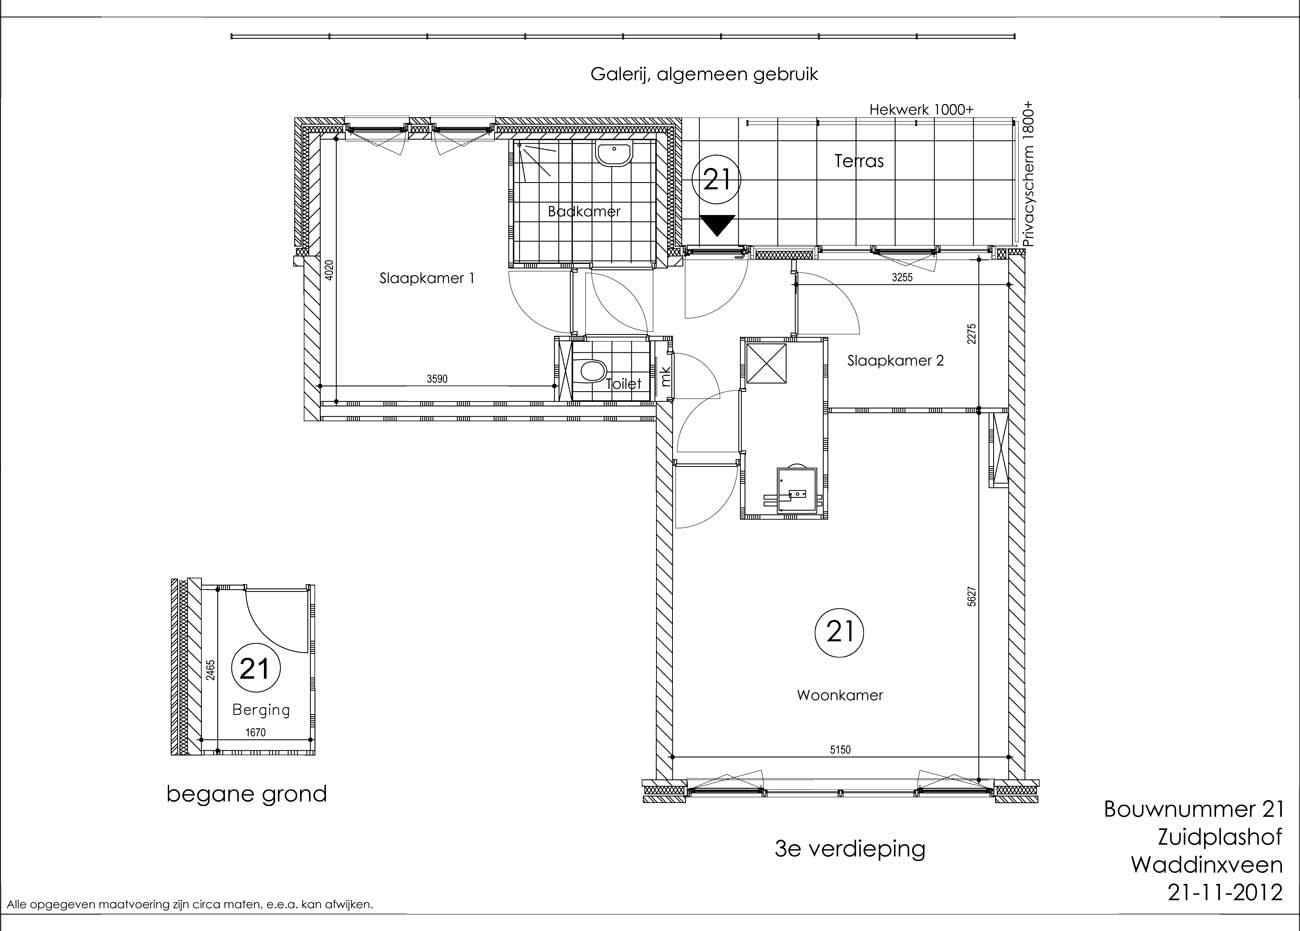 Galerij, algemeen gebruik
Hekwerk 1000+
Privacyscherm 1800+
Terras
21
Badkamer
Slaapkamer 1
4020
3255
2275
Slaapkamer 2
3590
Toilet
mk
5627
21
Woonkamer
5150
2465
21
Berging
1670
begane grond
3e verdieping
Bouwnummer 21
Zuidplashof
Waddinxveen
21-11-2012
Alle opgegeven maatvoering zijn circa maten, e.e.a. kan afwijken.